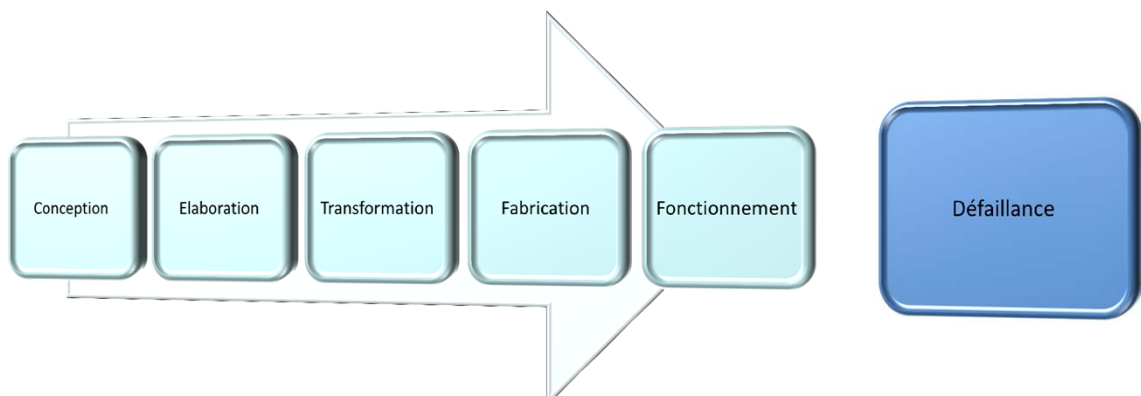 Conception
Elaboration
Transformation
Fabrication
Fonctionnement
Défaillance